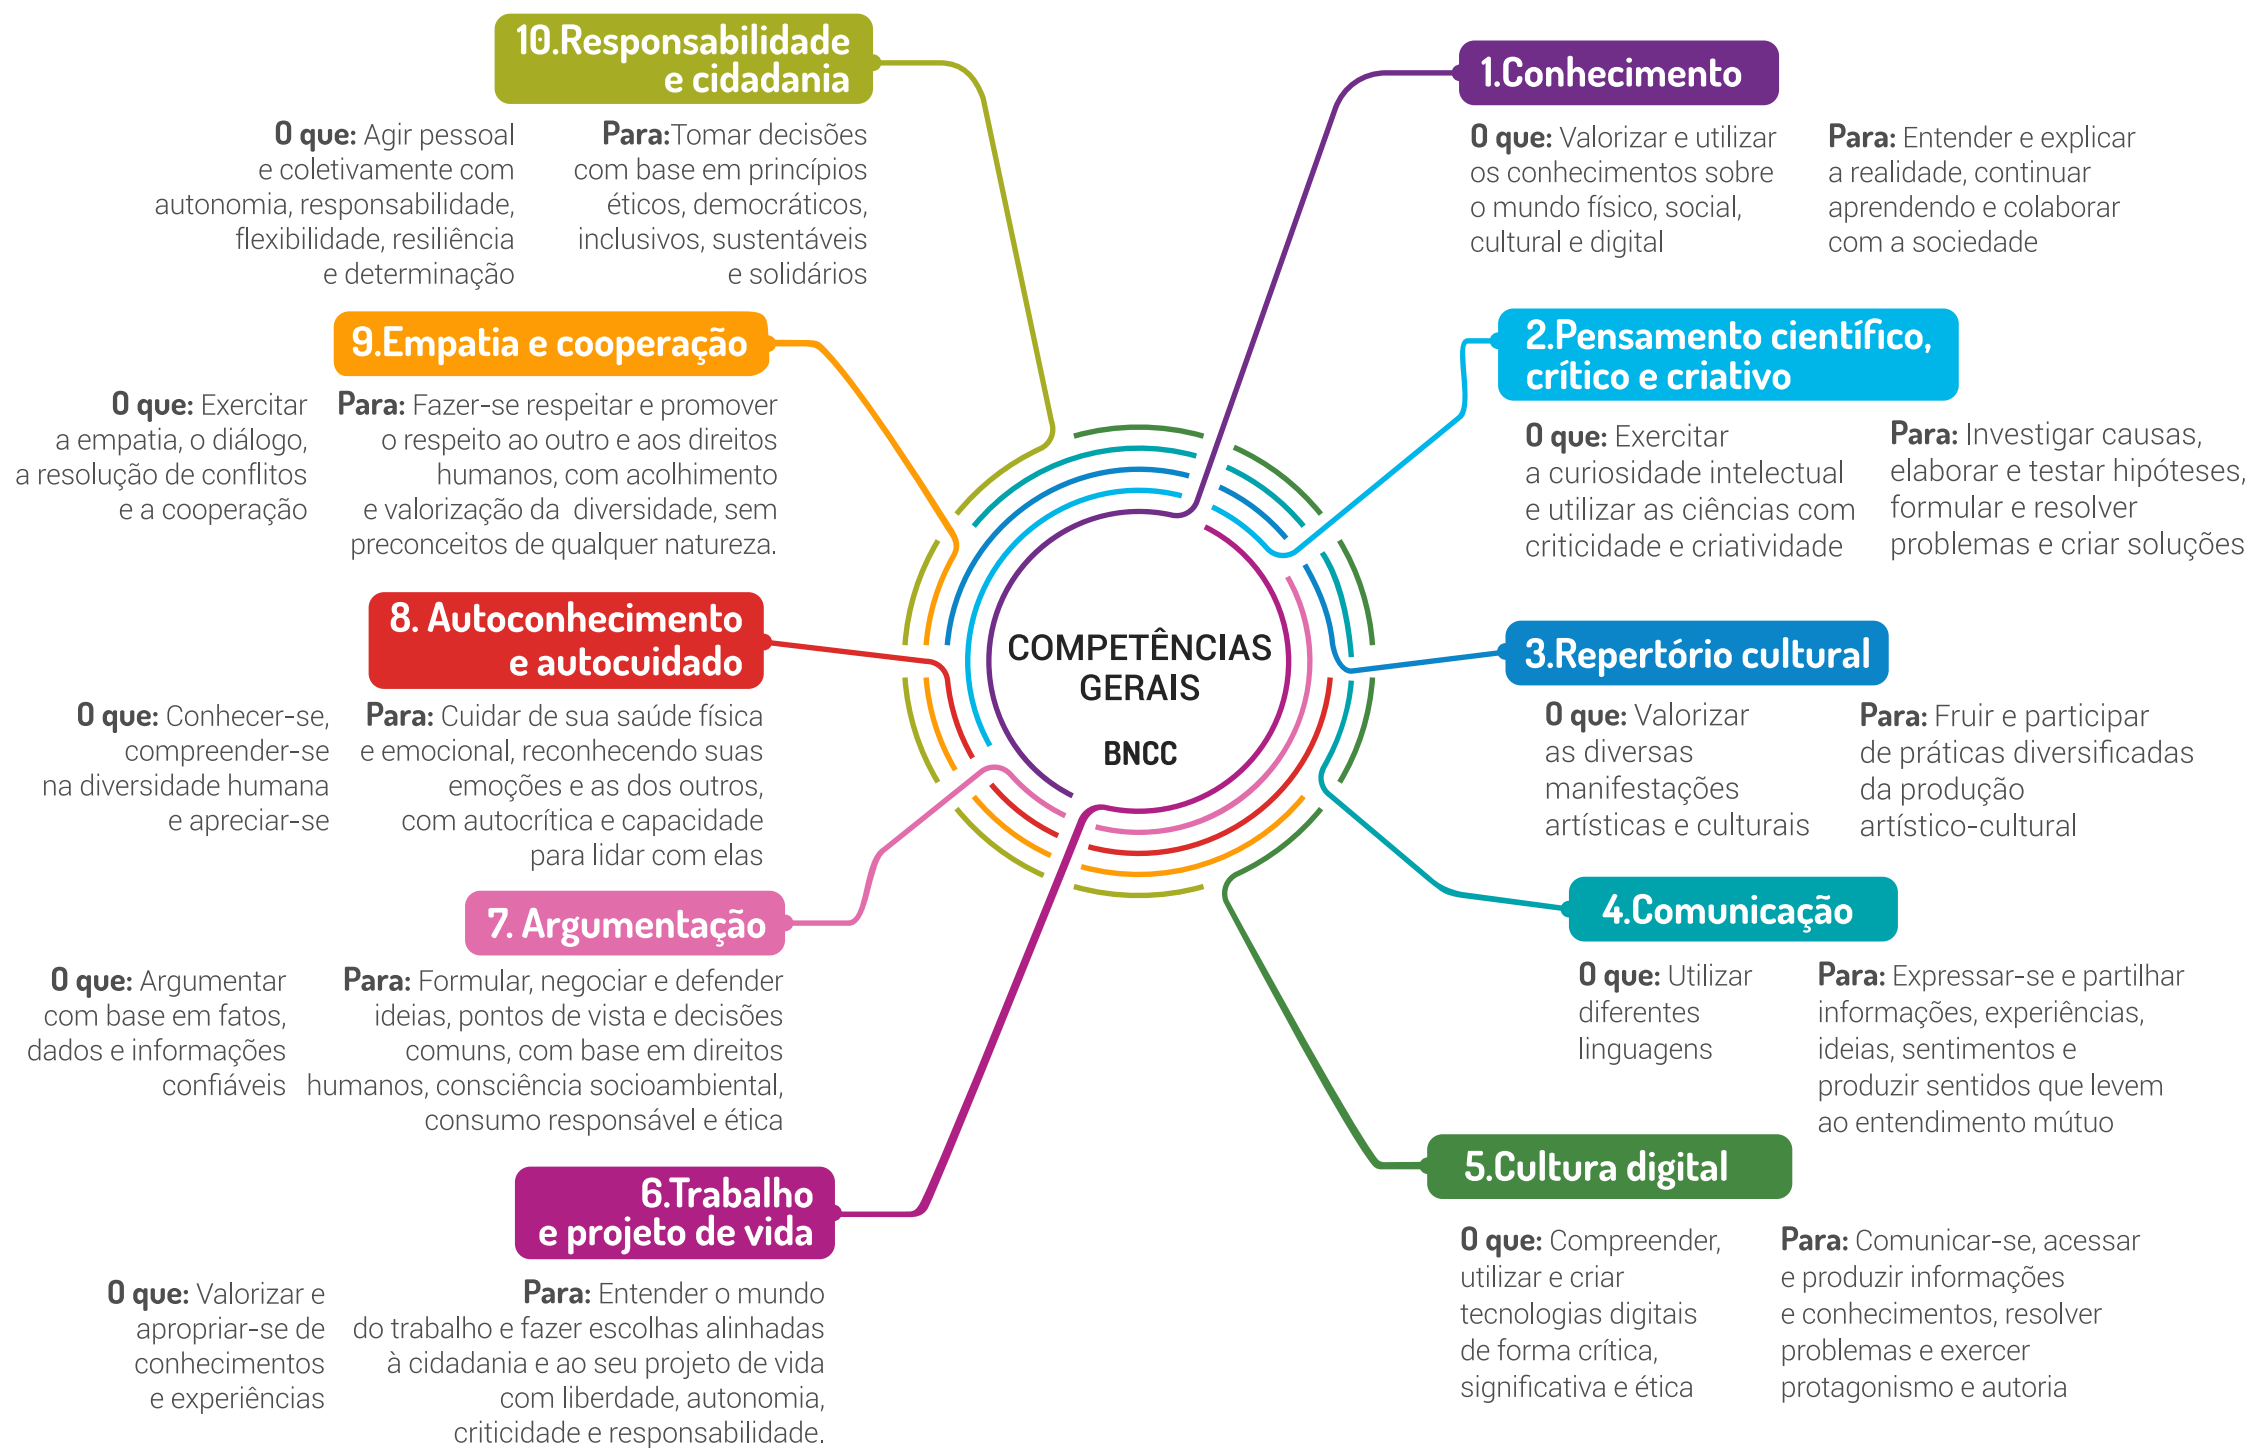 COMPETÊNCIAS
GERAIS
BNCC
1.Conhecimento
O que: Valorizar e utilizar
os conhecimentos sobre
o mundo físico, social,
cultural e digital
Para: Entender e explicar
a realidade, continuar
aprendendo e colaborar
com a sociedade
2.Pensamento científico,
crítico e criativo
O que: Exercitar
a curiosidade intelectual
e utilizar as ciências com
criticidade e criatividade
Para: Investigar causas,
elaborar e testar hipóteses,
formular e resolver
problemas e criar soluções
3.Repertório cultural
O que: Valorizar
as diversas
manifestações
artísticas e culturais
Para: Fruir e participar
de práticas diversificadas
da produção
artístico-cultural
4.Comunicação
O que: Utilizar
diferentes
linguagens
Para: Expressar-se e partilhar
informações, experiências,
ideias, sentimentos e
produzir sentidos que levem
ao entendimento mútuo
5.Cultura digital
O que: Compreender,
utilizar e criar
tecnologias digitais
de forma crítica,
significativa e ética
Para: Comunicar-se, acessar
e produzir informações
e conhecimentos, resolver
problemas e exercer
protagonismo e autoria
6.Trabalho
e projeto de vida
O que: Valorizar e
apropriar-se de
conhecimentos
e experiências
Para: Entender o mundo
do trabalho e fazer escolhas alinhadas
à cidadania e ao seu projeto de vida
com liberdade, autonomia,
criticidade e responsabilidade.
7. Argumentação
O que: Argumentar
com base em fatos,
dados e informações
confiáveis
Para: Formular, negociar e defender
ideias, pontos de vista e decisões
comuns, com base em direitos
humanos, consciência socioambiental,
consumo responsável e ética
8. Autoconhecimento
e autocuidado
O que: Conhecer-se,
compreender-se
na diversidade humana
e apreciar-se
Para: Cuidar de sua saúde física
e emocional, reconhecendo suas
emoções e as dos outros,
com autocrítica e capacidade
para lidar com elas
9.Empatia e cooperação
O que: Exercitar
a empatia, o diálogo,
a resolução de conflitos
e a cooperação
Para: Fazer-se respeitar e promover
o respeito ao outro e aos direitos
humanos, com acolhimento
e valorização da diversidade, sem
preconceitos de qualquer natureza.
10.Responsabilidade
e cidadania
O que: Agir pessoal
e coletivamente com
autonomia, responsabilidade,
flexibilidade, resiliência
e determinação
Para:Tomar decisões
com base em princípios
éticos, democráticos,
inclusivos, sustentáveis
e solidários